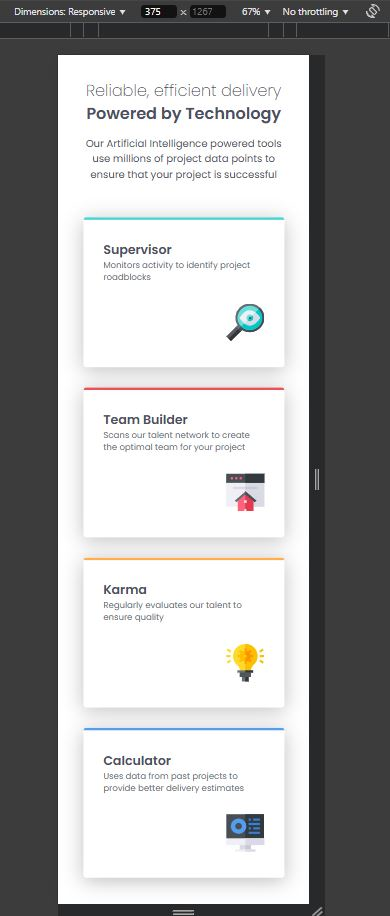 Dimensions: Responsive ▼ 375 x 1267 67% ▼ No throttling ▼
Reliable, efficient delivery
Powered by Technology
Our Artificial Intelligence powered tools
use millions of project data points to
ensure that your project is successful
Supervisor
Monitors activity to identify project
roadblocks
Team Builder
Scans our talent network to create
the optimal team for your project
Karma
Regularly evaluates our talent to
ensure quality
Calculator
Uses data from past projects to
provide better delivery estimates